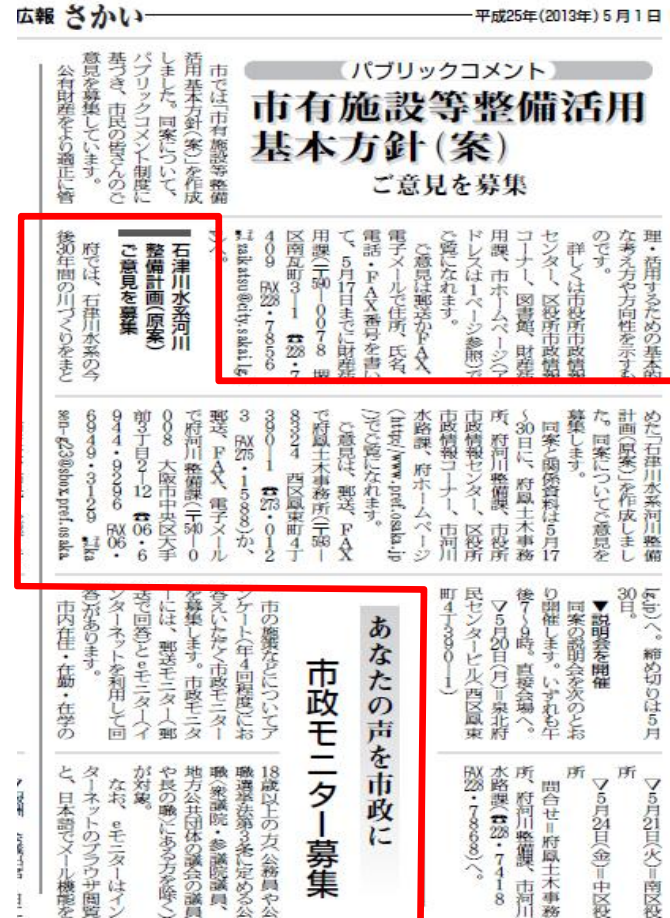 広報 さかい
平成25年(2013年)5月1日
パブリックコメント
市有施設等整備活用
基本方針(案)
ご意見を募集
市では「市有施設等整備
活用基本方針(案)」を作成
しました。同案について、
パブリックコメント制度に
基づき、市民の皆さんのご
意見を募集しています。
公有財産をより適正に管
理・活用するための基本的
な考え方や方向性を示すも
のです。
詳しくは市役所市政情報
センター、区役所市政情報
コーナー、図書館、財産活
用課、市ホームページ(ア
ドレスは1ページ参照)で
ご覧になれます。
ご意見は郵送かFAX、
電子メールで住所、氏名、
電話・FAX番号を書い
て、5月17日までに財産活
用課(〒590-0078 堺
区南瓦町3-1 ☎228・7
409 FAX228・7856
へ。
石津川水系河川
整備計画(原案)
ご意見を募集
府では、石津川水系の今
後30年間の川づくりをまと
めた「石津川水系河川整備
計画(原案)」を作成しまし
た。同案についてご意見を
募集します。
同案と関係資料は5月17
~30日に、府鳳土木事務
所、府河川整備課、市役所
市政情報センター、区役所
市政情報コーナー、市河川
水路課、府ホームページ
(http://www.pref.osaka.jp
/)でご覧になれます。
ご意見は、郵送、FAX
で府鳳土木事務所(〒593-
8324 西区鳳東町4丁
390-1 ☎273・012
3 FAX275・1588)か、
郵送、FAX、電子メール
で府河川整備課(〒540-0
008 大阪市中央区大手
前3丁目2-12 ☎06・6
944・9296 FAX06・
6949・3129
sen-g23@sbox.pref.osaka.
lg.jp)へ。締め切りは5月
30日。
▼説明会を開催
同案の説明会を次のとお
り開催します。いずれも午
後7~9時。直接会場へ。
▽5月20日(月)=泉北府
民センタービル(西区鳳東
町4丁390-1)
▽5月21日(火)=南区役
所
▽5月24日(金)=中区役
所
問合せ=府鳳土木事務
所、府河川整備課、市河川
水路課(☎228・7418
FAX228・7868)へ。
あなたの声を市政に
市政モニター募集
市の施策などについてア
ンケート(年4回程度)にお
答えいただく市政モニター
を募集します。市政モニタ
ーには、郵送モニター(郵
送で回答)とeモニター(イ
ンターネットを利用して回
答)があります。
市内在住・在勤・在学の
18歳以上の方(公務員や公
職選挙法第3条に定める公
職(衆議院・参議院議員、
地方公共団体の議会の議員
や長の職)にある方を除く)
が対象。
なお、eモニターはイン
ターネットのブラウザ閲覧
と、日本語でメール機能を